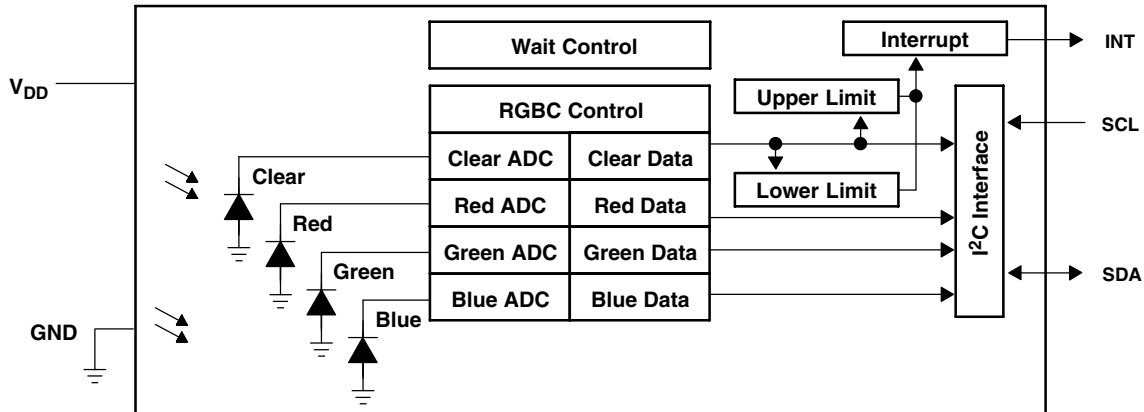 Wait Control
Interrupt
INT
V_DD
Upper Limit
RGBC Control
SCL
Clear ADC
Clear Data
Clear
Lower Limit
Red ADC
Red Data
Red
I²C Interface
Green ADC
Green Data
Green
SDA
Blue ADC
Blue Data
Blue
GND